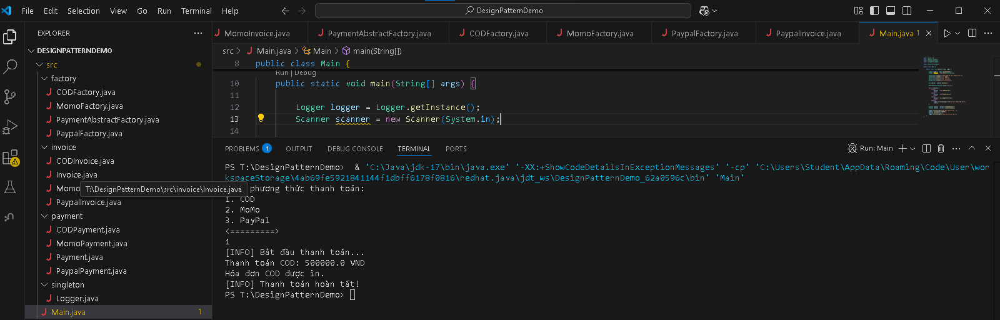 File Edit Selection View Go Run Terminal Help
DesignPatternDemo
EXPLORER
DESIGNPATTERNDEMO
src
factory
CODFactory.java
MomoFactory.java
PaymentAbstractFactory.java
PaypalFactory.java
invoice
CODInvoice.java
Invoice.java
Momo
T:\DesignPatternDemo\src\invoice\Invoice.java
PaypalInvoice.java
payment
CODPayment.java
MomoPayment.java
Payment.java
PaypalPayment.java
singleton
Logger.java
Main.java 1
MomoInvoice.java PaymentAbstractFactory.java CODFactory.java MomoFactory.java PaypalFactory.java PaypalInvoice.java Main.java 1
src > Main.java > Main > main(String[])
8 public class Main {
Run | Debug
10 public static void main(String[] args) {
11
12 Logger logger = Logger.getInstance();
13 Scanner scanner = new Scanner(System.in);
14
PROBLEMS 1 OUTPUT DEBUG CONSOLE TERMINAL PORTS
Run: Main
PS T:\DesignPatternDemo> & 'C:\Java\jdk-17\bin\java.exe' '-XX:+ShowCodeDetailsInExceptionMessages' '-cp' 'C:\Users\Student\AppData\Roaming\Code\User\wor
kspaceStorage\4ab69fe5921841144f1dbff6178f0816\redhat.java\jdt_ws\DesignPatternDemo_62a0596c\bin' 'Main'
phương thức thanh toán:
1. COD
2. MoMo
3. PayPal
<=========>
1
[INFO] Bắt đầu thanh toán...
Thanh toán COD: 500000.0 VND
Hóa đơn COD được in.
[INFO] Thanh toán hoàn tất!
PS T:\DesignPatternDemo>